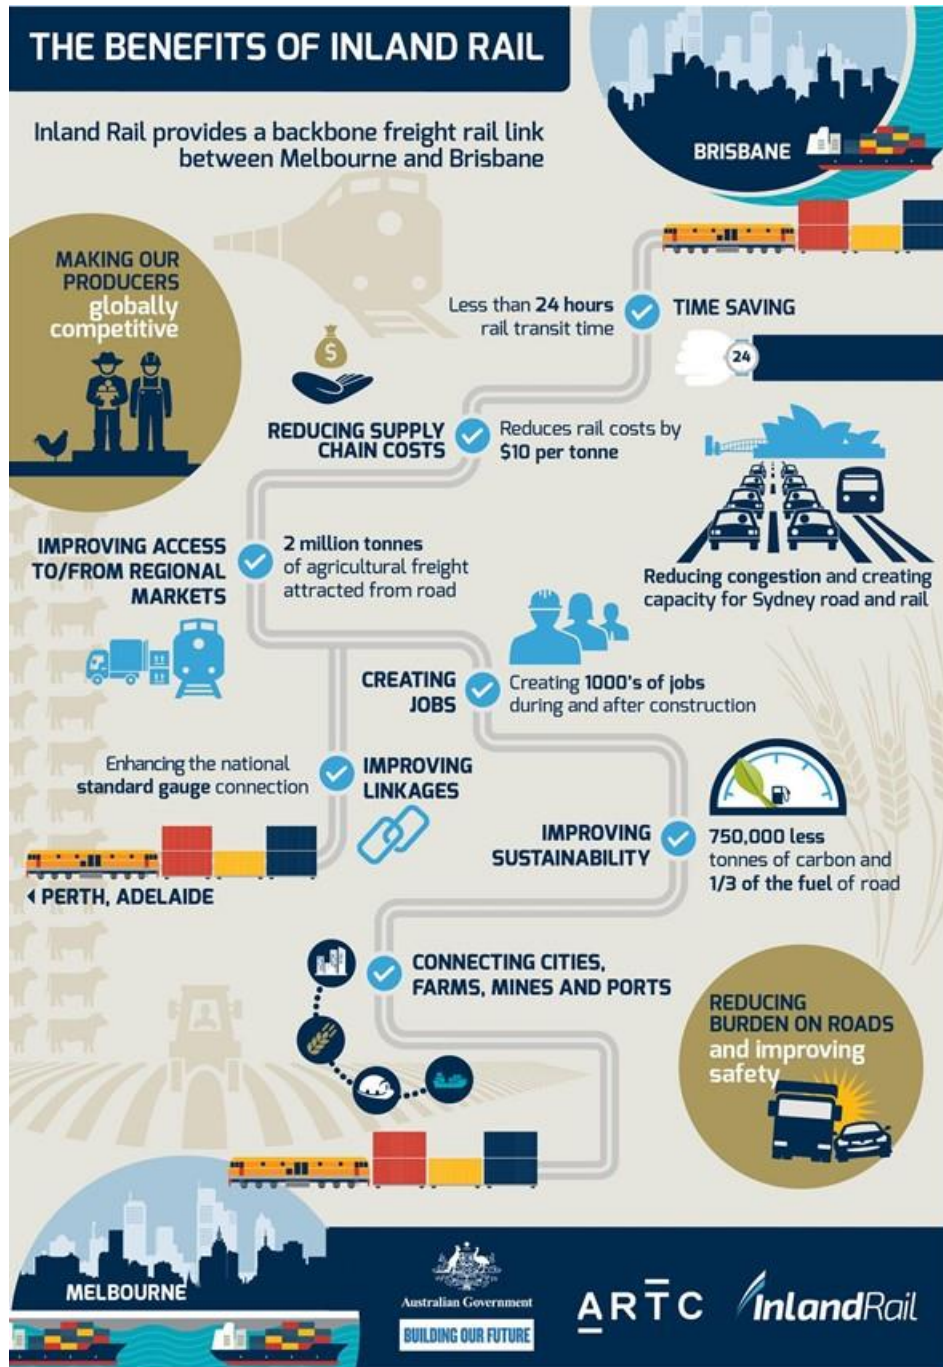 THE BENEFITS OF INLAND RAIL
Inland Rail provides a backbone freight rail link
between Melbourne and Brisbane
BRISBANE
MAKING OUR
PRODUCERS
globally
competitive
Less than 24 hours
rail transit time
TIME SAVING
24
$
REDUCING SUPPLY
CHAIN COSTS
Reduces rail costs by
$10 per tonne
Reducing congestion and creating
capacity for Sydney road and rail
IMPROVING ACCESS
TO/FROM REGIONAL
MARKETS
2 million tonnes
of agricultural freight
attracted from road
CREATING
JOBS
Creating 1000's of jobs
during and after construction
Enhancing the national
standard gauge connection
IMPROVING
LINKAGES
IMPROVING
SUSTAINABILITY
750,000 less
tonnes of carbon and
1/3 of the fuel of road
PERTH, ADELAIDE
CONNECTING CITIES,
FARMS, MINES AND PORTS
REDUCING
BURDEN ON ROADS
and improving
safety
MELBOURNE
Australian Government
BUILDING OUR FUTURE
ARTC
InlandRail